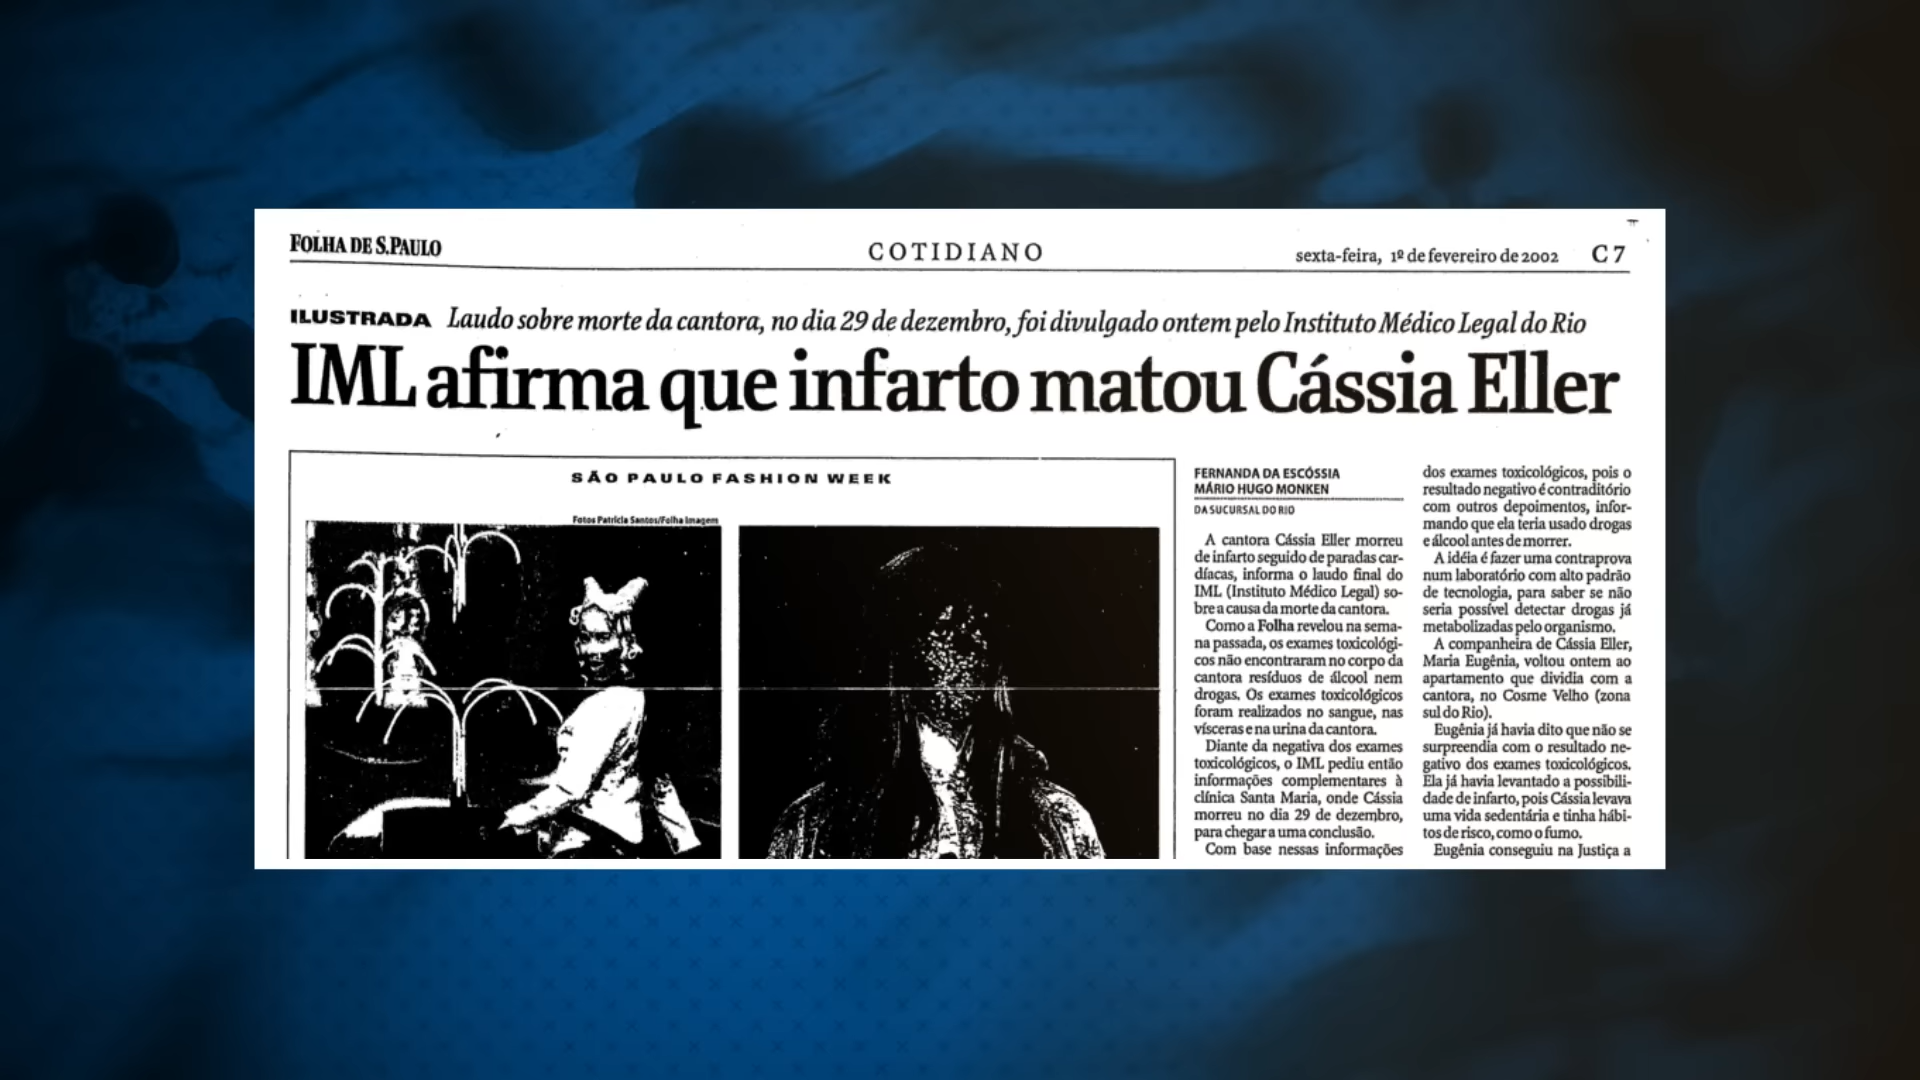 FOLHA DE S.PAULO
COTIDIANO
sexta-feira, 1º de fevereiro de 2002 C 7
ILUSTRADA Laudo sobre morte da cantora, no dia 29 de dezembro, foi divulgado ontem pelo Instituto Médico Legal do Rio
IML afirma que infarto matou Cássia Eller
SÃO PAULO FASHION WEEK
Fotos Patrícia Santos/Folha Imagem
FERNANDA DA ESCÓSSIA
MÁRIO HUGO MONKEN
DA SUCURSAL DO RIO
A cantora Cássia Eller morreu
de infarto seguido de paradas car-
díacas, informa o laudo final do
IML (Instituto Médico Legal) so-
bre a causa da morte da cantora.
Como a Folha revelou na sema-
na passada, os exames toxicológi-
cos não encontraram no corpo da
cantora resíduos de álcool nem
drogas. Os exames toxicológicos
foram realizados no sangue, nas
vísceras e na urina da cantora.
Diante da negativa dos exames
toxicológicos, o IML pediu então
informações complementares à
clínica Santa Maria, onde Cássia
morreu no dia 29 de dezembro,
para chegar a uma conclusão.
Com base nessas informações
dos exames toxicológicos, pois o
resultado negativo é contraditório
com outros depoimentos, infor-
mando que ela teria usado drogas
e álcool antes de morrer.
A idéia é fazer uma contraprova
num laboratório com alto padrão
de tecnologia, para saber se não
seria possível detectar drogas já
metabolizadas pelo organismo.
A companheira de Cássia Eller,
Maria Eugênia, voltou ontem ao
apartamento que dividia com a
cantora, no Cosme Velho (zona
sul do Rio).
Eugênia já havia dito que não se
surpreendia com o resultado ne-
gativo dos exames toxicológicos.
Ela já havia levantado a possibili-
dade de infarto, pois Cássia levava
uma vida sedentária e tinha hábi-
tos de risco, como o fumo.
Eugênia conseguiu na Justiça a